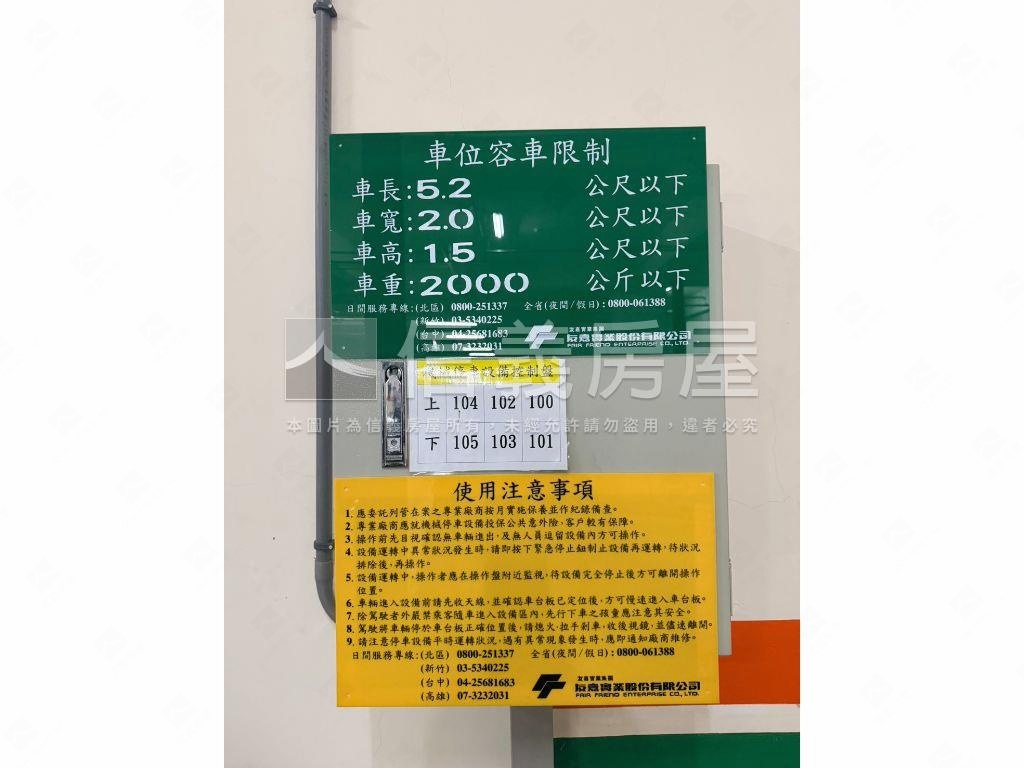 車位容車限制
車長:5.2 公尺以下
車寬:2.0 公尺以下
車高:1.5 公尺以下
車重:2000 公斤以下
日間服務專線:(北區) 0800-251337 全省(夜間/假日):0800-061388
(新竹) 03-5340225
(台中) 04-25681683
(高雄) 07-3232031
友嘉實業集團
友嘉實業股份有限公司
FAIR FRIEND ENTERPRISE CO., LTD.
信義房屋
機械停車設備控制盤
上 104 102 100
本圖片為信義房屋所有,未經允許請勿盜用,違者必究
下 105 103 101
使用注意事項
1. 應委託列管在案之專業廠商按月實施保養並作紀錄備查。
2. 專業廠商應就機械停車設備投保公共意外險,客戶較有保障。
3. 操作前先目視確認無車輛進出,及無人員逗留設備內方可操作。
4. 設備運轉中異常狀況發生時,請即按下緊急停止鈕制止設備再運轉,待狀況
排除後,再操作。
5. 設備運轉中,操作者應在操作盤附近監視,待設備完全停止後方可離開操作
位置。
6. 車輛進入設備前請先收天線,並確認車台板已定位後,方可慢速進入車台板。
7. 除駕駛者外嚴禁乘客隨車進入設備區內,先行下車之孩童應注意其安全。
8. 駕駛將車輛停於車台板正確位置後,請熄火,拉手剎車,收後視鏡,並儘速離開。
9. 請注意停車設備平時運轉狀況,遇有異常現象發生時,應即通知廠商維修。
日間服務專線:(北區) 0800-251337 全省(夜間/假日):0800-061388
(新竹) 03-5340225
(台中) 04-25681683
(高雄) 07-3232031
友嘉實業集團
友嘉實業股份有限公司
FAIR FRIEND ENTERPRISE CO., LTD.